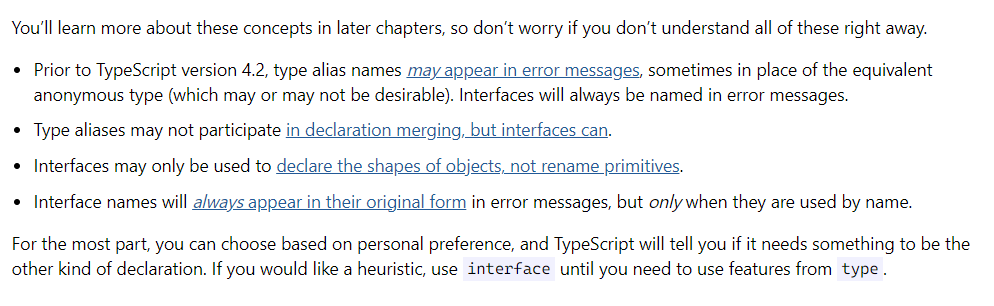 You'll learn more about these concepts in later chapters, so don't worry if you don't understand all of these right away.
• Prior to TypeScript version 4.2, type alias names may appear in error messages, sometimes in place of the equivalent
anonymous type (which may or may not be desirable). Interfaces will always be named in error messages.
• Type aliases may not participate in declaration merging, but interfaces can.
• Interfaces may only be used to declare the shapes of objects, not rename primitives.
• Interface names will always appear in their original form in error messages, but only when they are used by name.
For the most part, you can choose based on personal preference, and TypeScript will tell you if it needs something to be the
other kind of declaration. If you would like a heuristic, use interface until you need to use features from type.